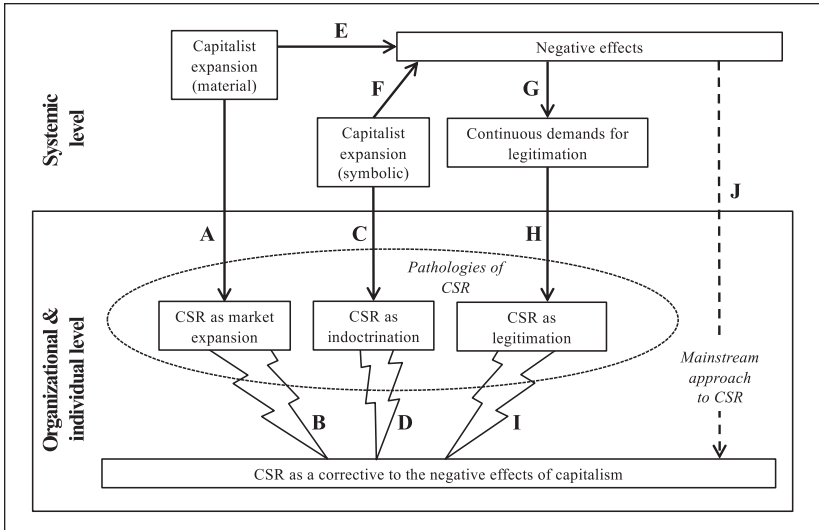 Capitalist
expansion
(material)
E
Negative effects
F
G
Capitalist
expansion
(symbolic)
Continuous demands for
legitimation
Systemic
level
J
A
C
H
Pathologies of
CSR
CSR as market
expansion
CSR as
indoctrination
CSR as
legitimation
Organizational &
individual level
Mainstream
approach
to CSR
B
D
I
CSR as a corrective to the negative effects of capitalism